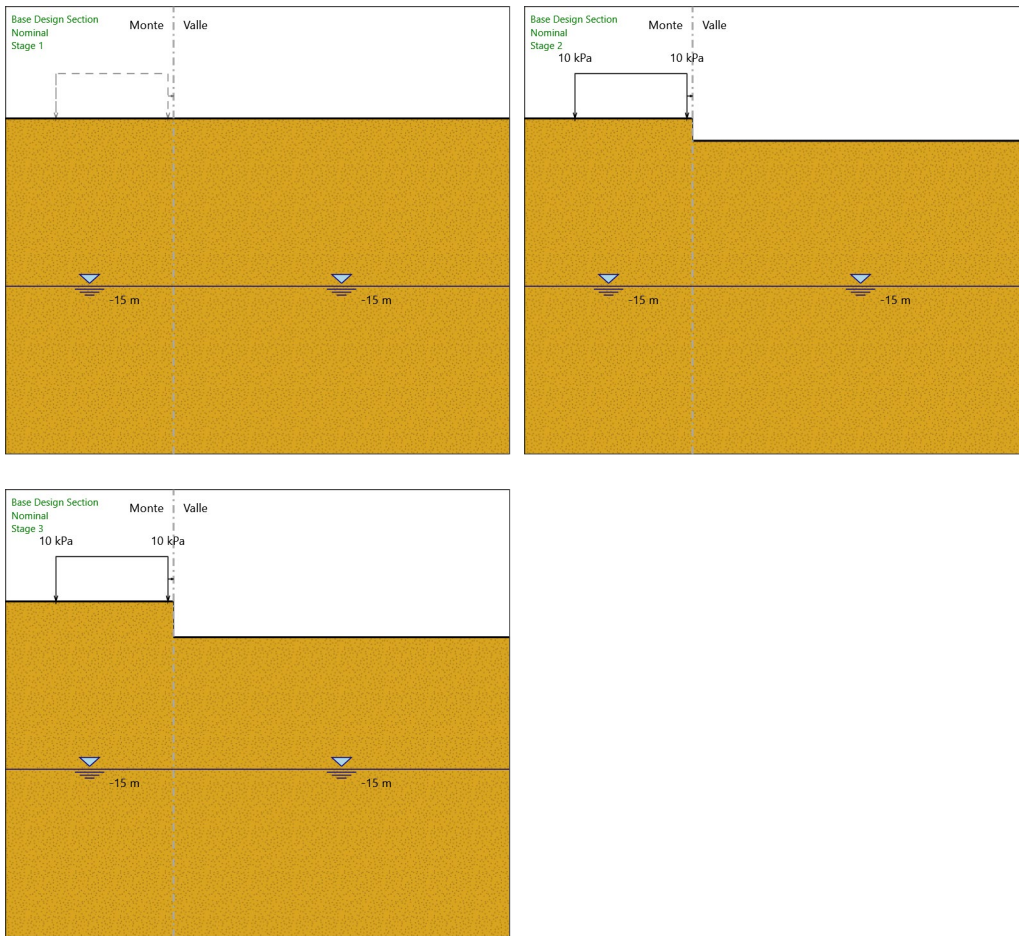 Base Design Section
Nominal
Stage 1
Monte Valle
-15 m -15 m
Base Design Section
Nominal
Stage 2
Monte Valle
10 kPa 10 kPa
-15 m -15 m
Base Design Section
Nominal
Stage 3
Monte Valle
10 kPa 10 kPa
-15 m -15 m